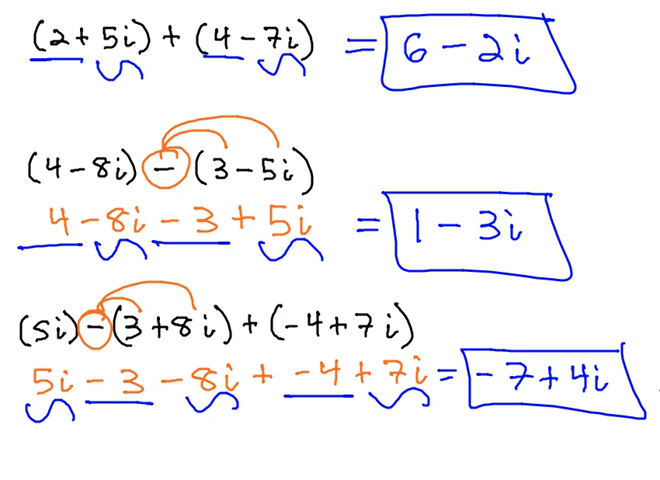 (2 + 5i) + (4 - 7i) = 6 - 2i
(4 - 8i) - (3 - 5i)
4 - 8i - 3 + 5i = 1 - 3i
(5i) - (3 + 8i) + (-4 + 7i)
5i - 3 - 8i + -4 + 7i = -7 + 4i